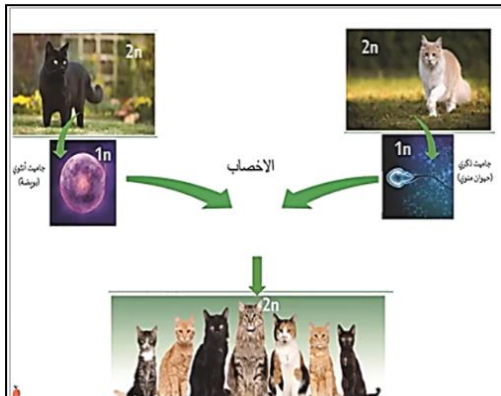 2n
2n
1n
جاميت أنثوي
(بويضة)
الاخصاب
1n
جاميت ذكري
(حيوان منوي)
2n